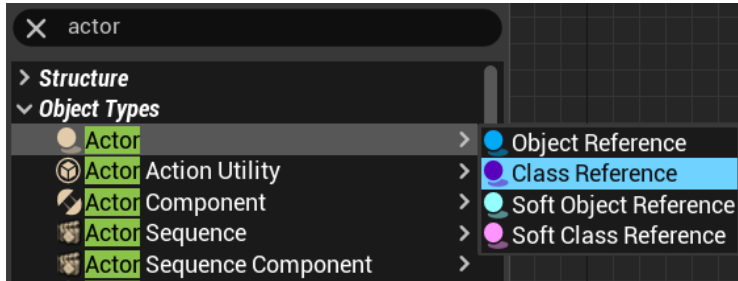 actor
Structure
Object Types
Actor
Object Reference
Actor Action Utility
Class Reference
Actor Component
Soft Object Reference
Actor Sequence
Soft Class Reference
Actor Sequence Component